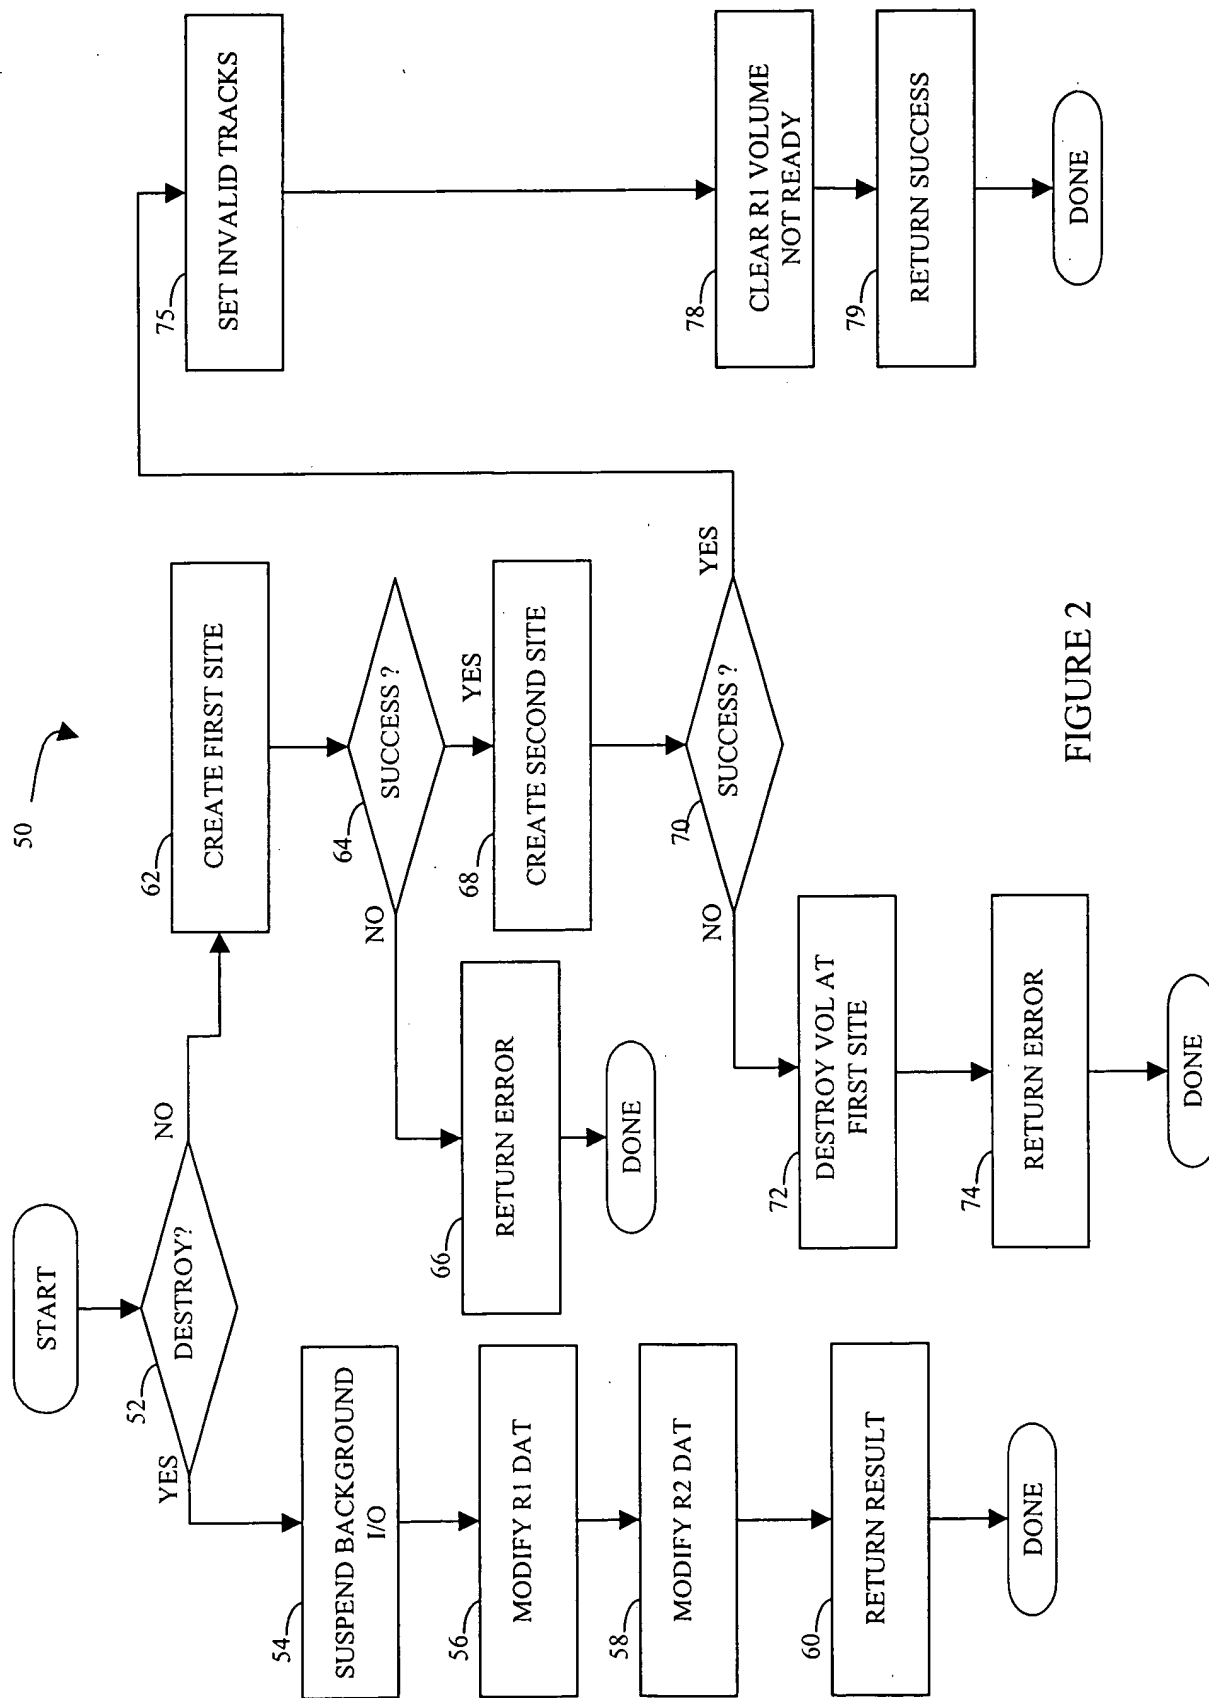 50
START
52
DESTROY?
YES
NO
54
SUSPEND BACKGROUND
I/O
56
MODIFY R1 DAT
58
MODIFY R2 DAT
60
RETURN RESULT
DONE
62
CREATE FIRST SITE
64
SUCCESS ?
NO
YES
66
RETURN ERROR
DONE
68
CREATE SECOND SITE
70
SUCCESS ?
NO
YES
72
DESTROY VOL AT
FIRST SITE
74
RETURN ERROR
DONE
75
SET INVALID TRACKS
78
CLEAR R1 VOLUME
NOT READY
79
RETURN SUCCESS
DONE
FIGURE 2